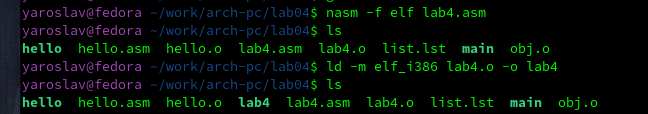 yaroslav@fedora ~/work/arch-pc/lab04$ nasm -f elf lab4.asm
yaroslav@fedora ~/work/arch-pc/lab04$ ls
hello  hello.asm  hello.o  lab4.asm  lab4.o  list.lst  main  obj.o
yaroslav@fedora ~/work/arch-pc/lab04$ ld -m elf_i386 lab4.o -o lab4
yaroslav@fedora ~/work/arch-pc/lab04$ ls
hello  hello.asm  hello.o  lab4  lab4.asm  lab4.o  list.lst  main  obj.o